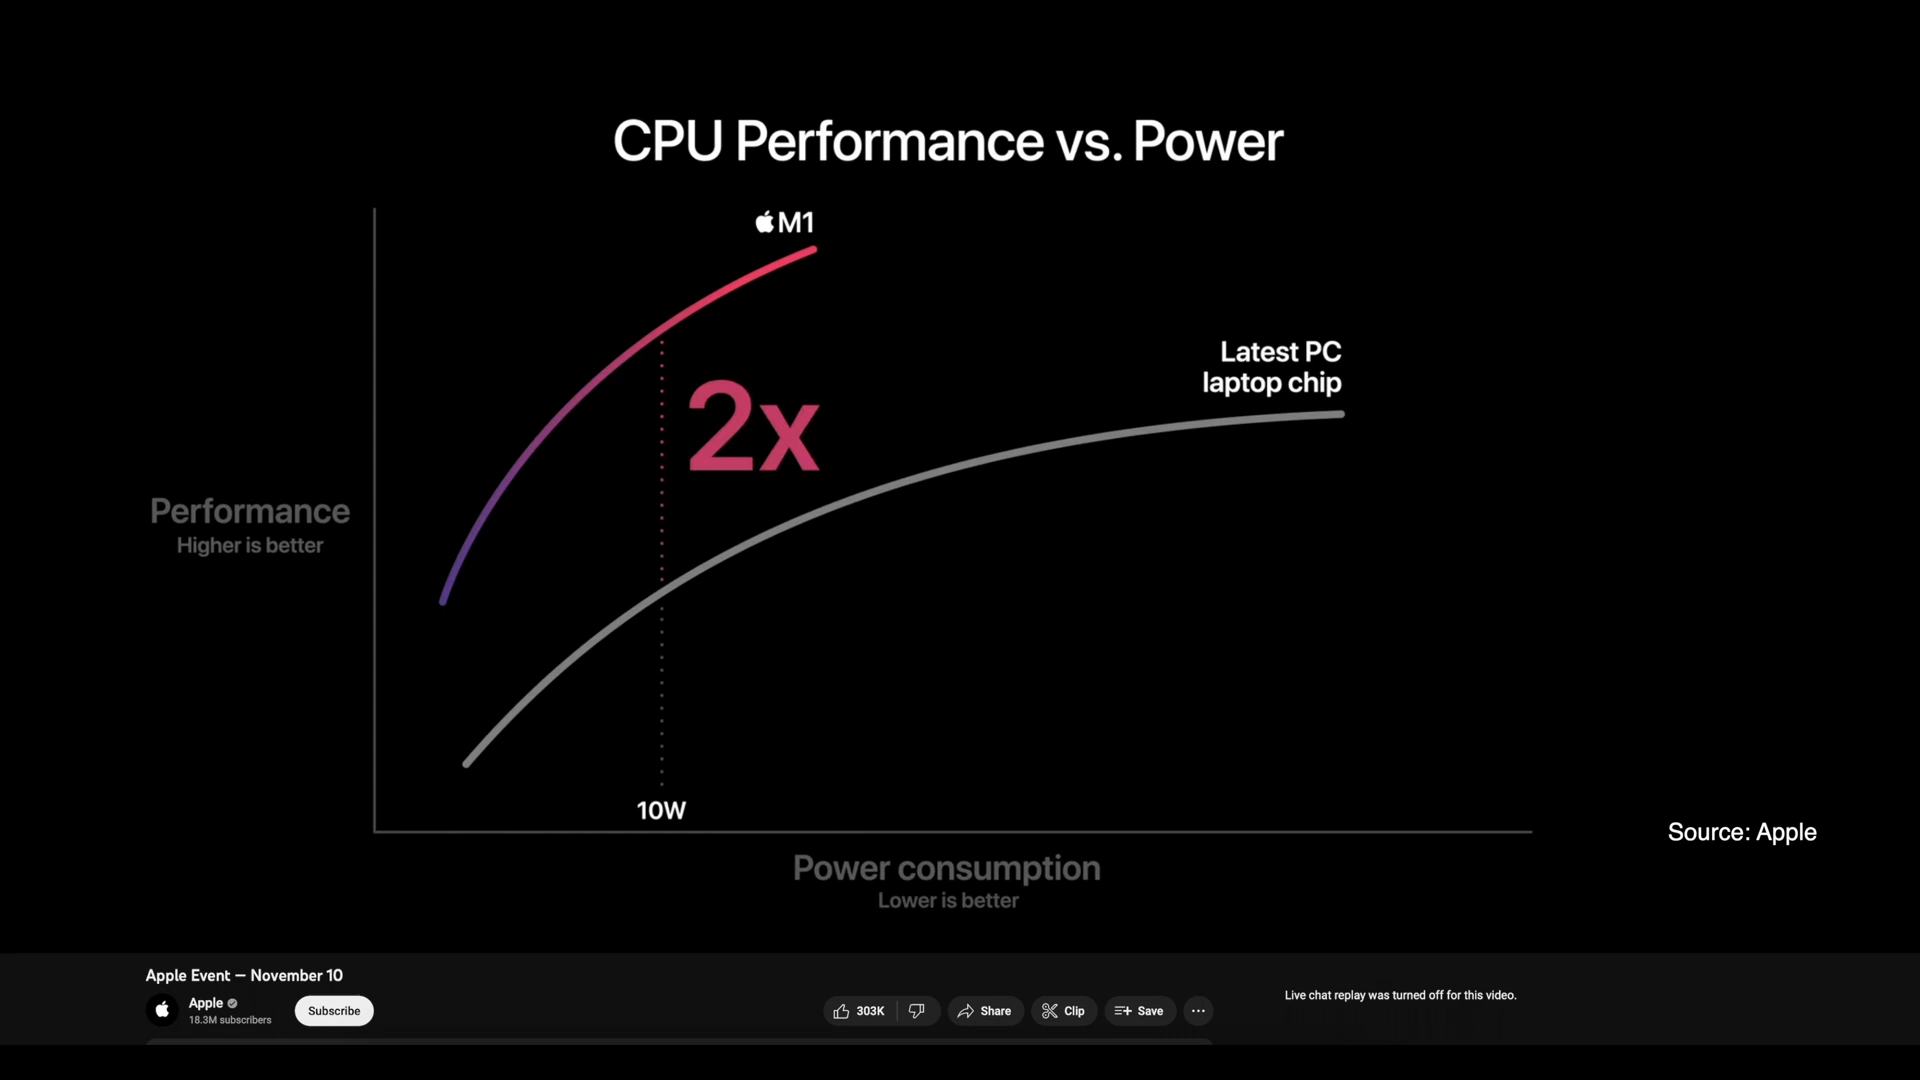 CPU Performance vs. Power
M1
Latest PC
laptop chip
2x
Performance
Higher is better
10W
Source: Apple
Power consumption
Lower is better
Apple Event — November 10
Apple
18.3M subscribers
Subscribe
303K
Share
Clip
Save
Live chat replay was turned off for this video.